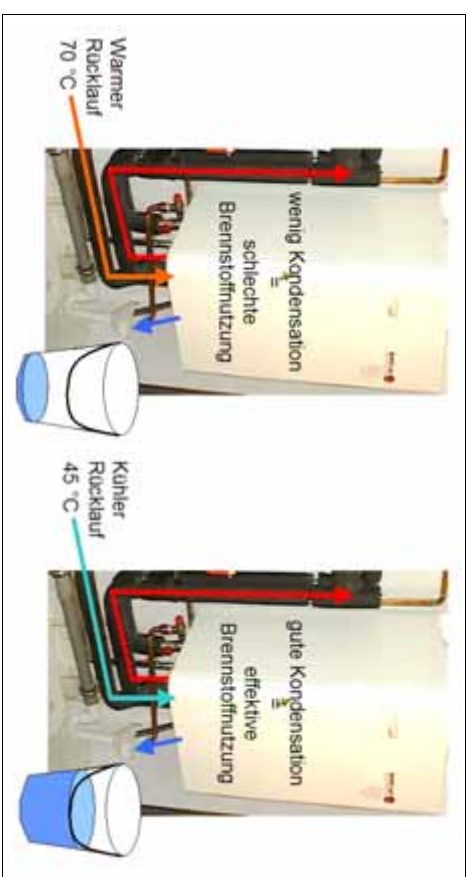 wenig Kondensation
=
schlechte
Brennstoffnutzung
Warmer
Rücklauf
70 °C
gute Kondensation
=
effektive
Brennstoffnutzung
Kühler
Rücklauf
45 °C